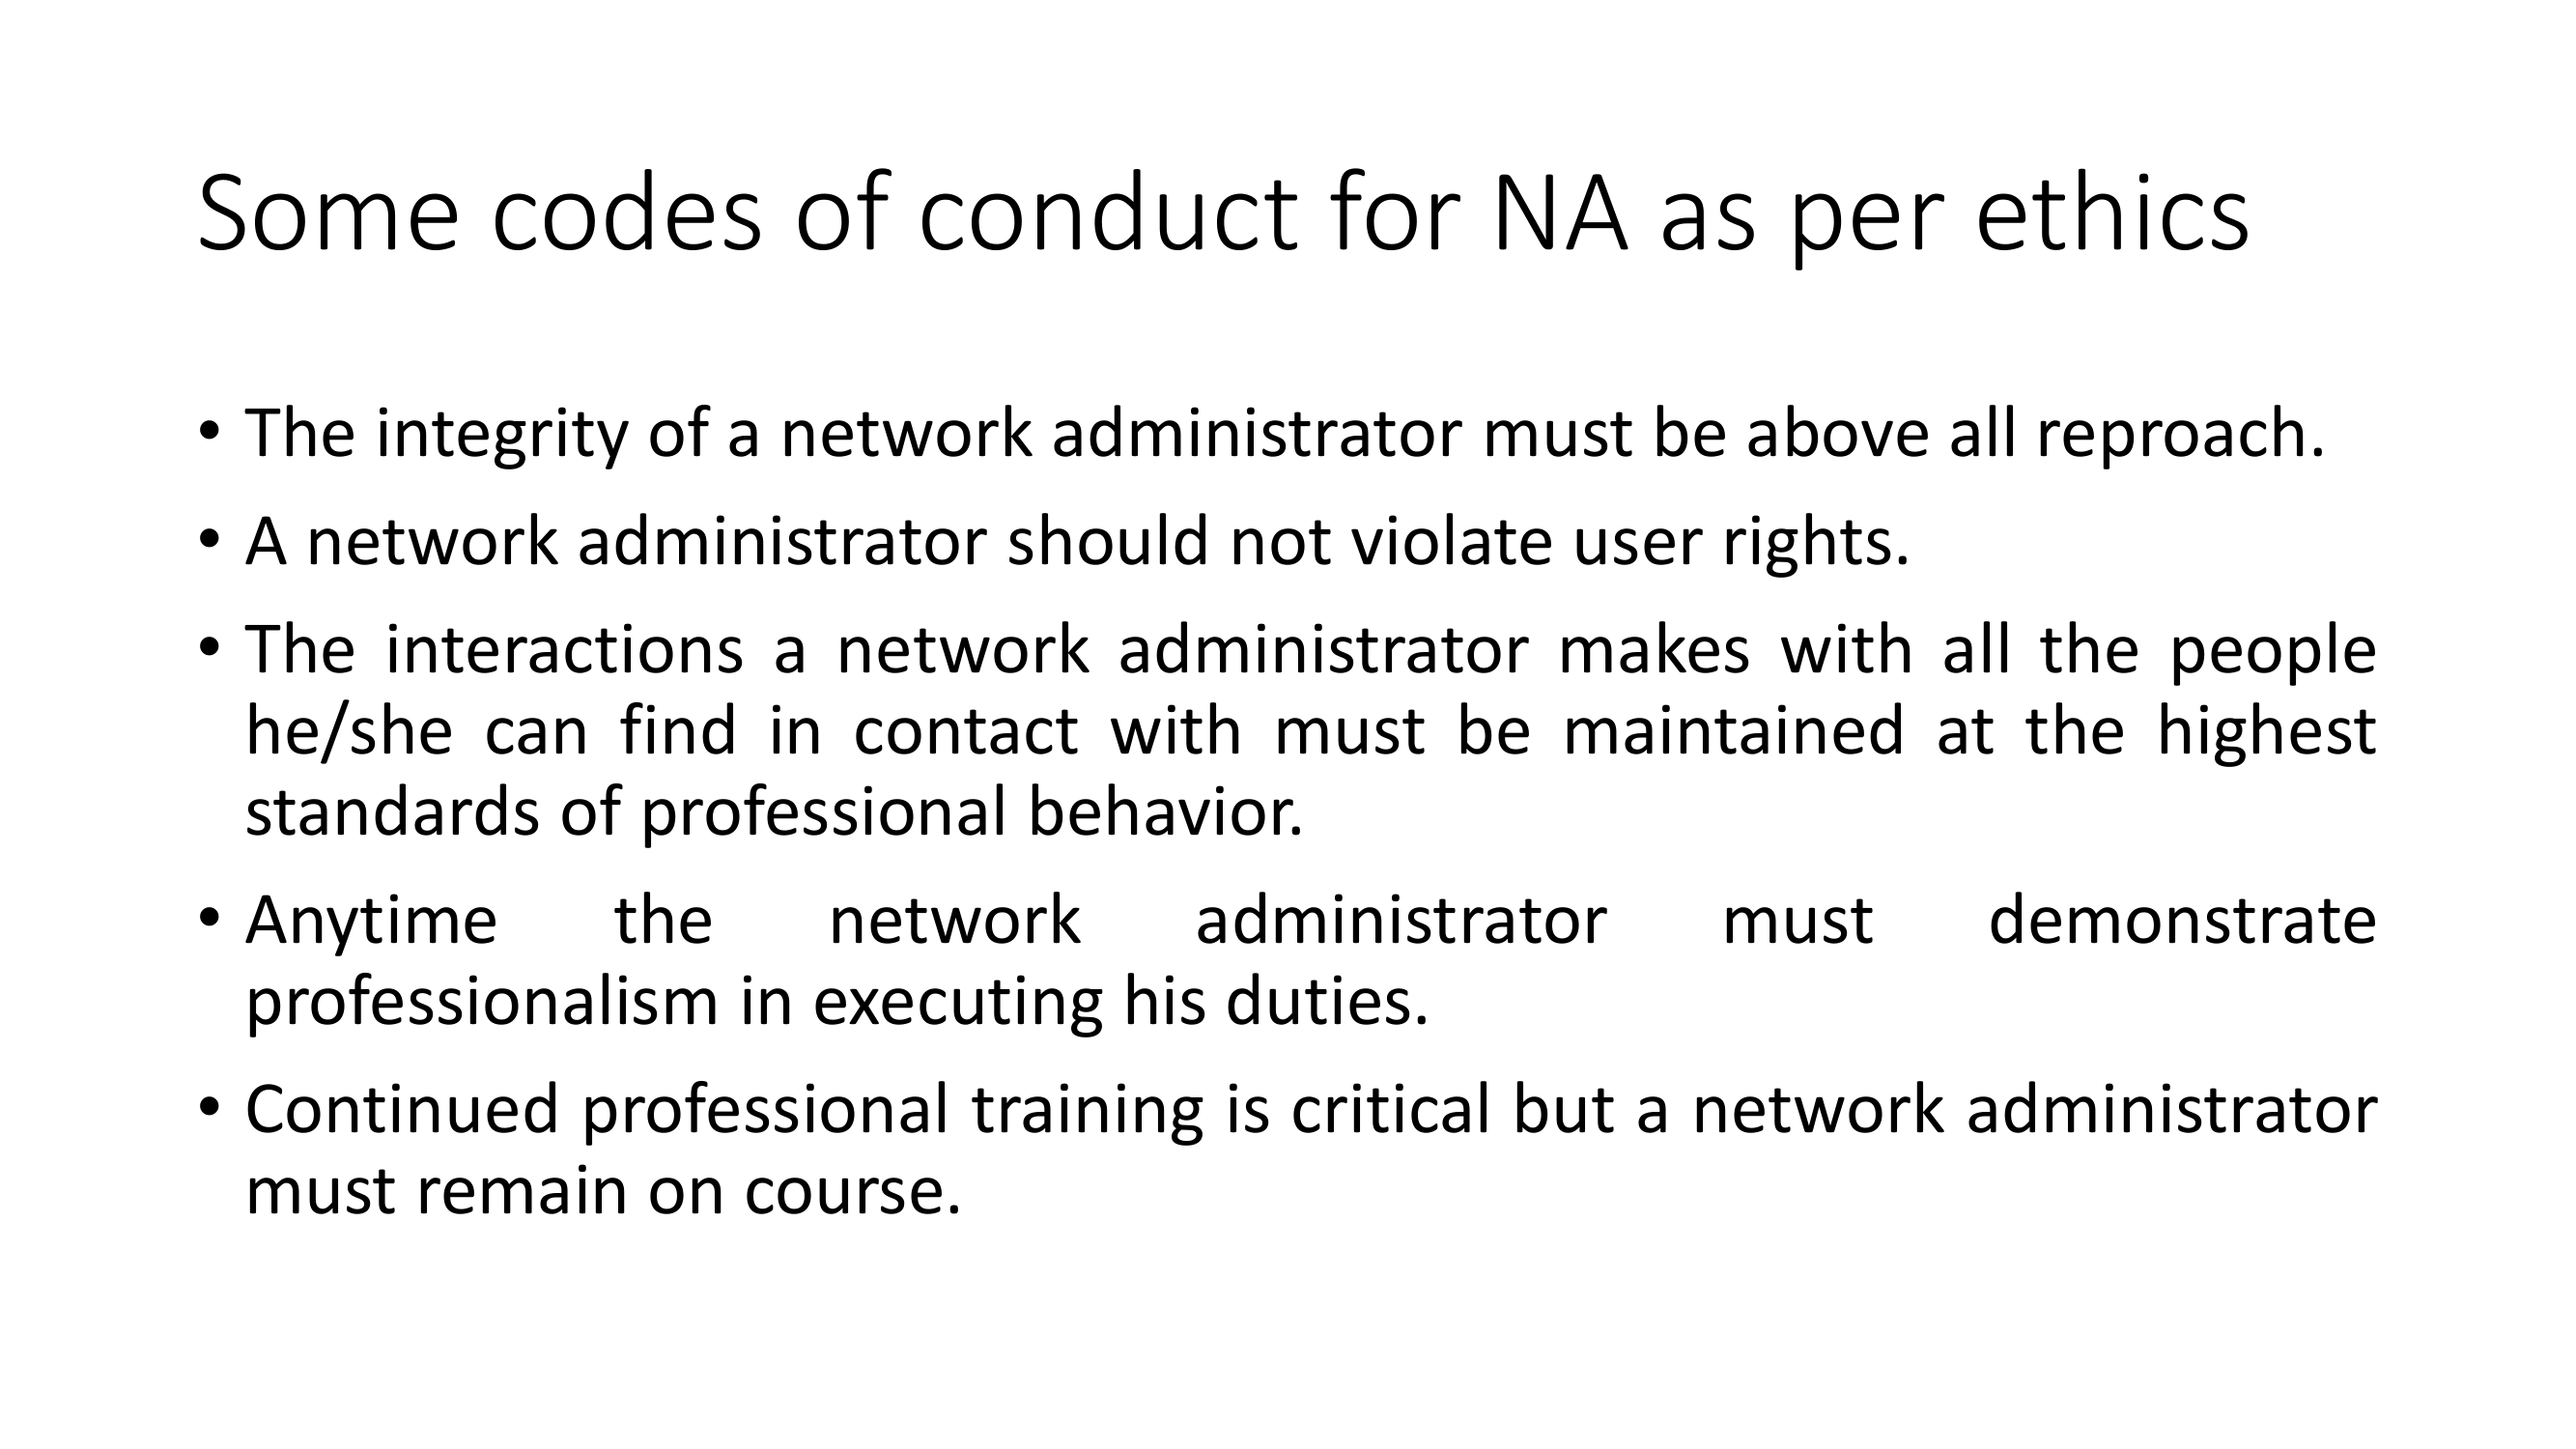 Some codes of conduct for NA as per ethics
• The integrity of a network administrator must be above all reproach.
• A network administrator should not violate user rights.
• The interactions a network administrator makes with all the people
he/she can find in contact with must be maintained at the highest
standards of professional behavior.
• Anytime the network administrator must demonstrate
professionalism in executing his duties.
• Continued professional training is critical but a network administrator
must remain on course.